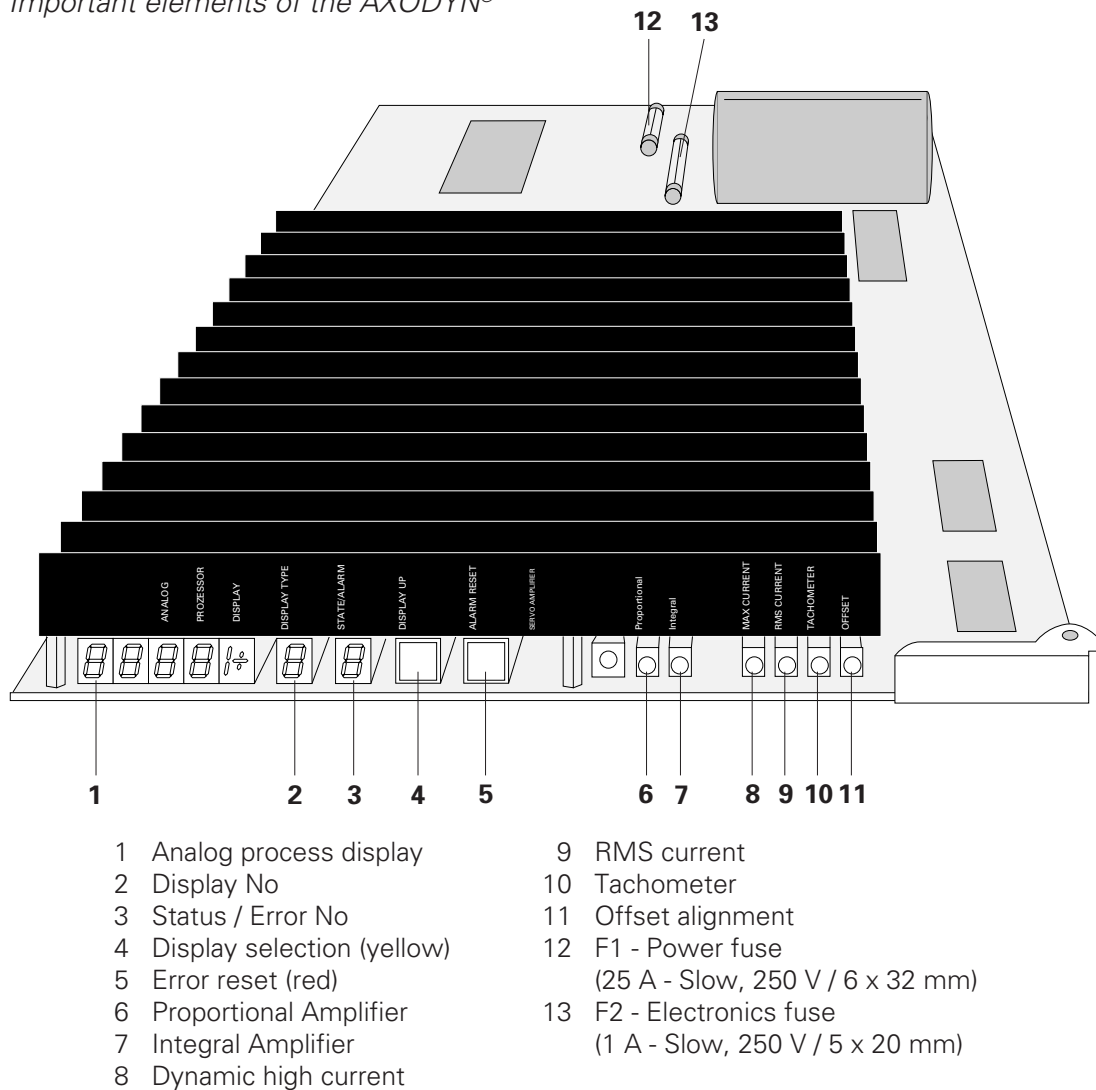 Important elements of the AXODYN®
12 13
ANALOG
PROZESSOR
DISPLAY
DISPLAY TYPE
STATE/ALARM
DISPLAY UP
ALARM RESET
SERVO AMPLIFIER
Proportional
Integral
MAX CURRENT
RMS CURRENT
TACHOMETER
OFFSET
1 2 3 4 5 6 7 8 9 10 11
1 Analog process display
2 Display No
3 Status / Error No
4 Display selection (yellow)
5 Error reset (red)
6 Proportional Amplifier
7 Integral Amplifier
8 Dynamic high current
9 RMS current
10 Tachometer
11 Offset alignment
12 F1 - Power fuse
(25 A - Slow, 250 V / 6 x 32 mm)
13 F2 - Electronics fuse
(1 A - Slow, 250 V / 5 x 20 mm)